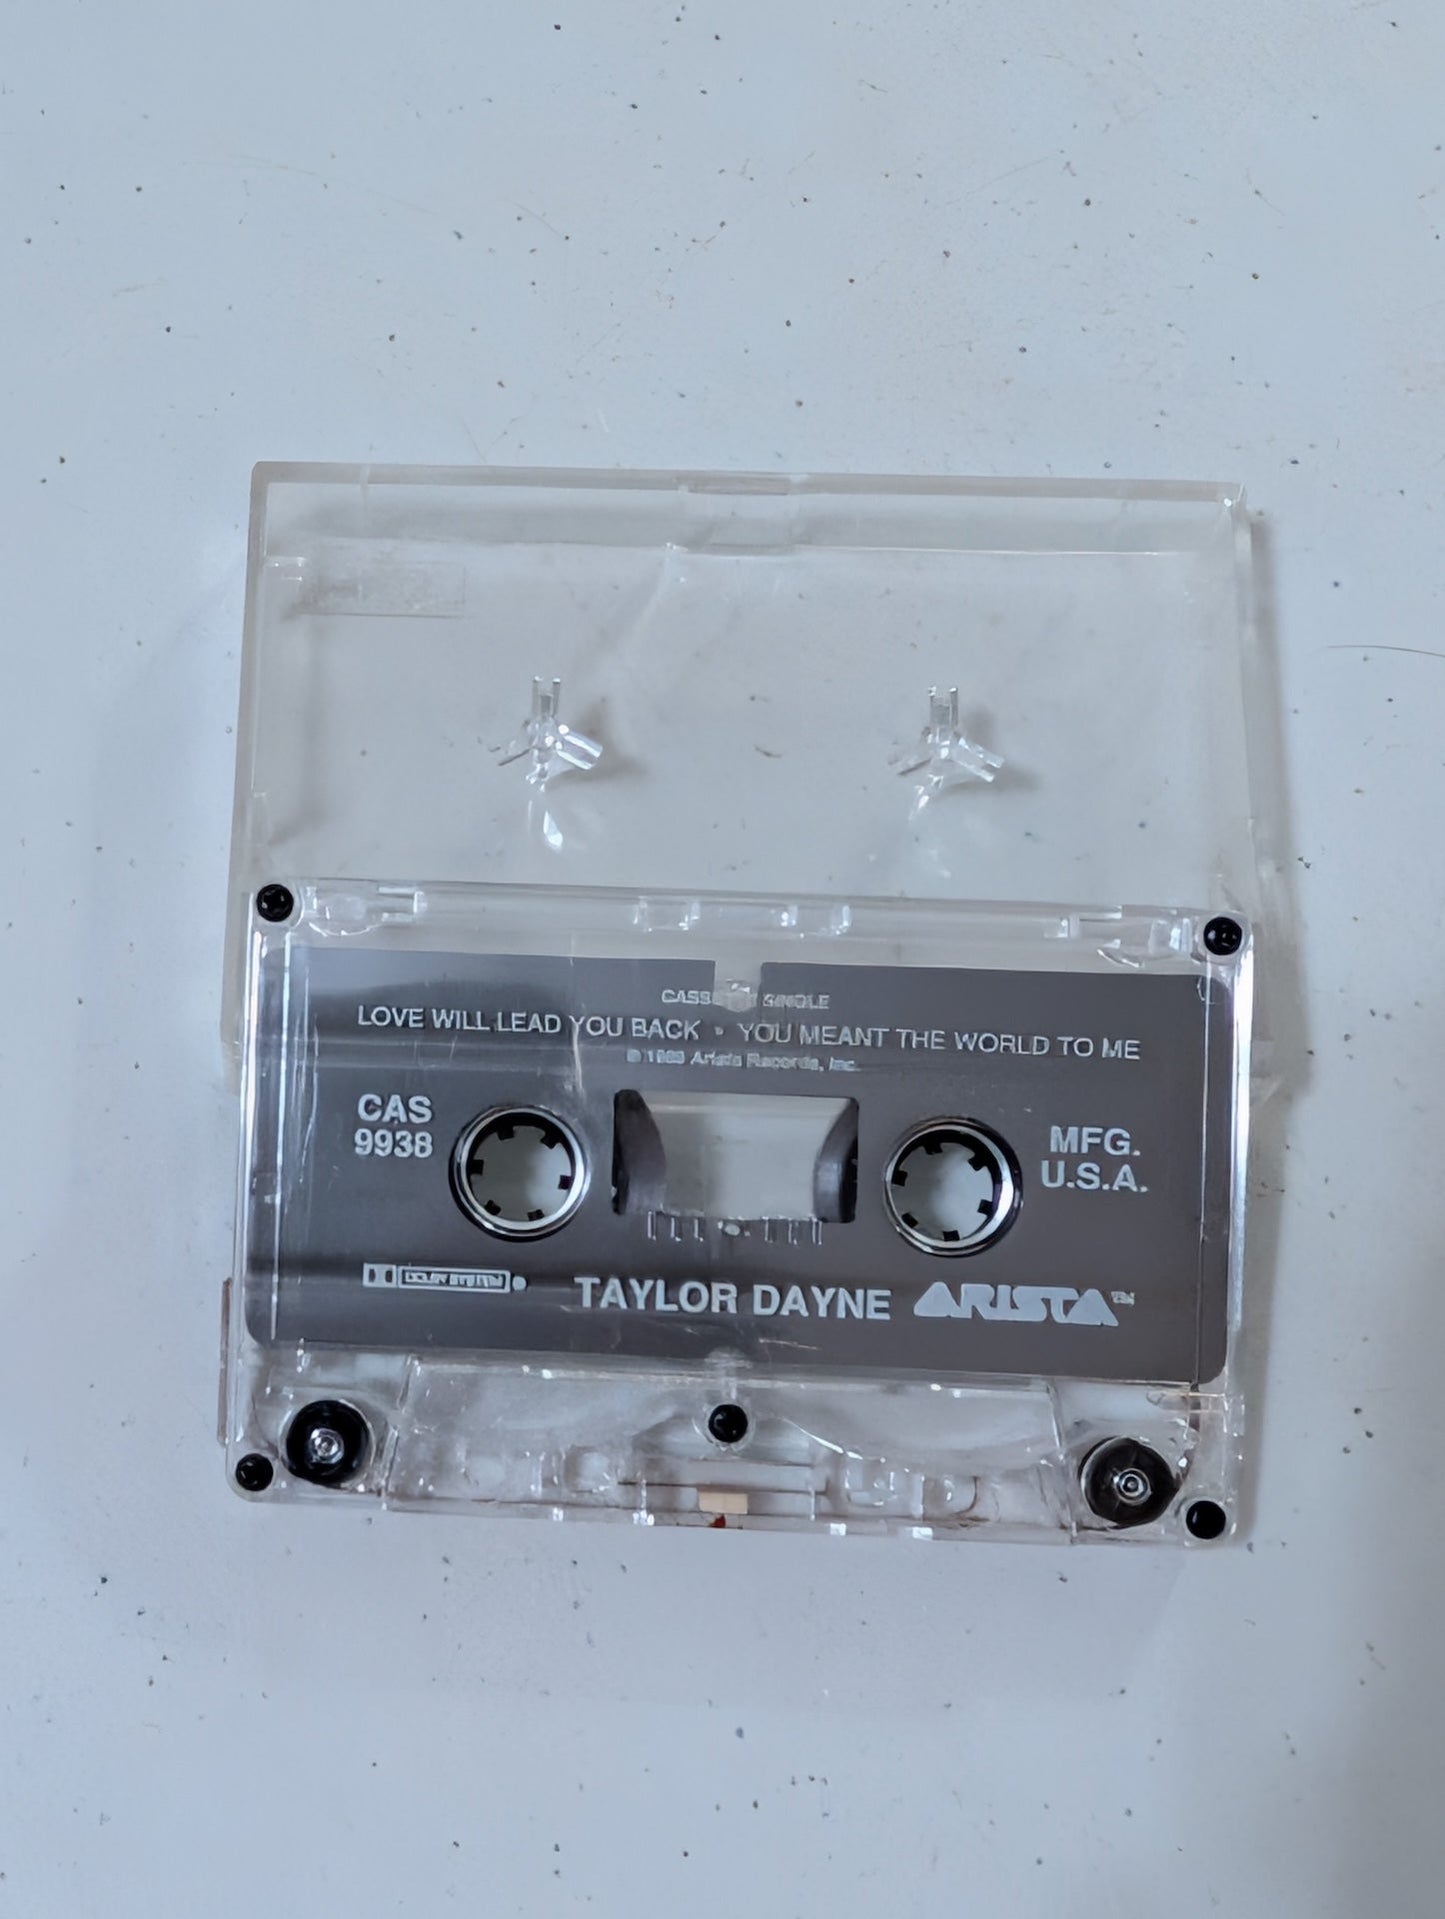 CASSETTE SINGLE
LOVE WILL LEAD YOU BACK • YOU MEANT THE WORLD TO ME
Arista Records, Inc.
CAS
9938
MFG.
U.S.A.
DOLBY SYSTEM
TAYLOR DAYNE
ARISTA™